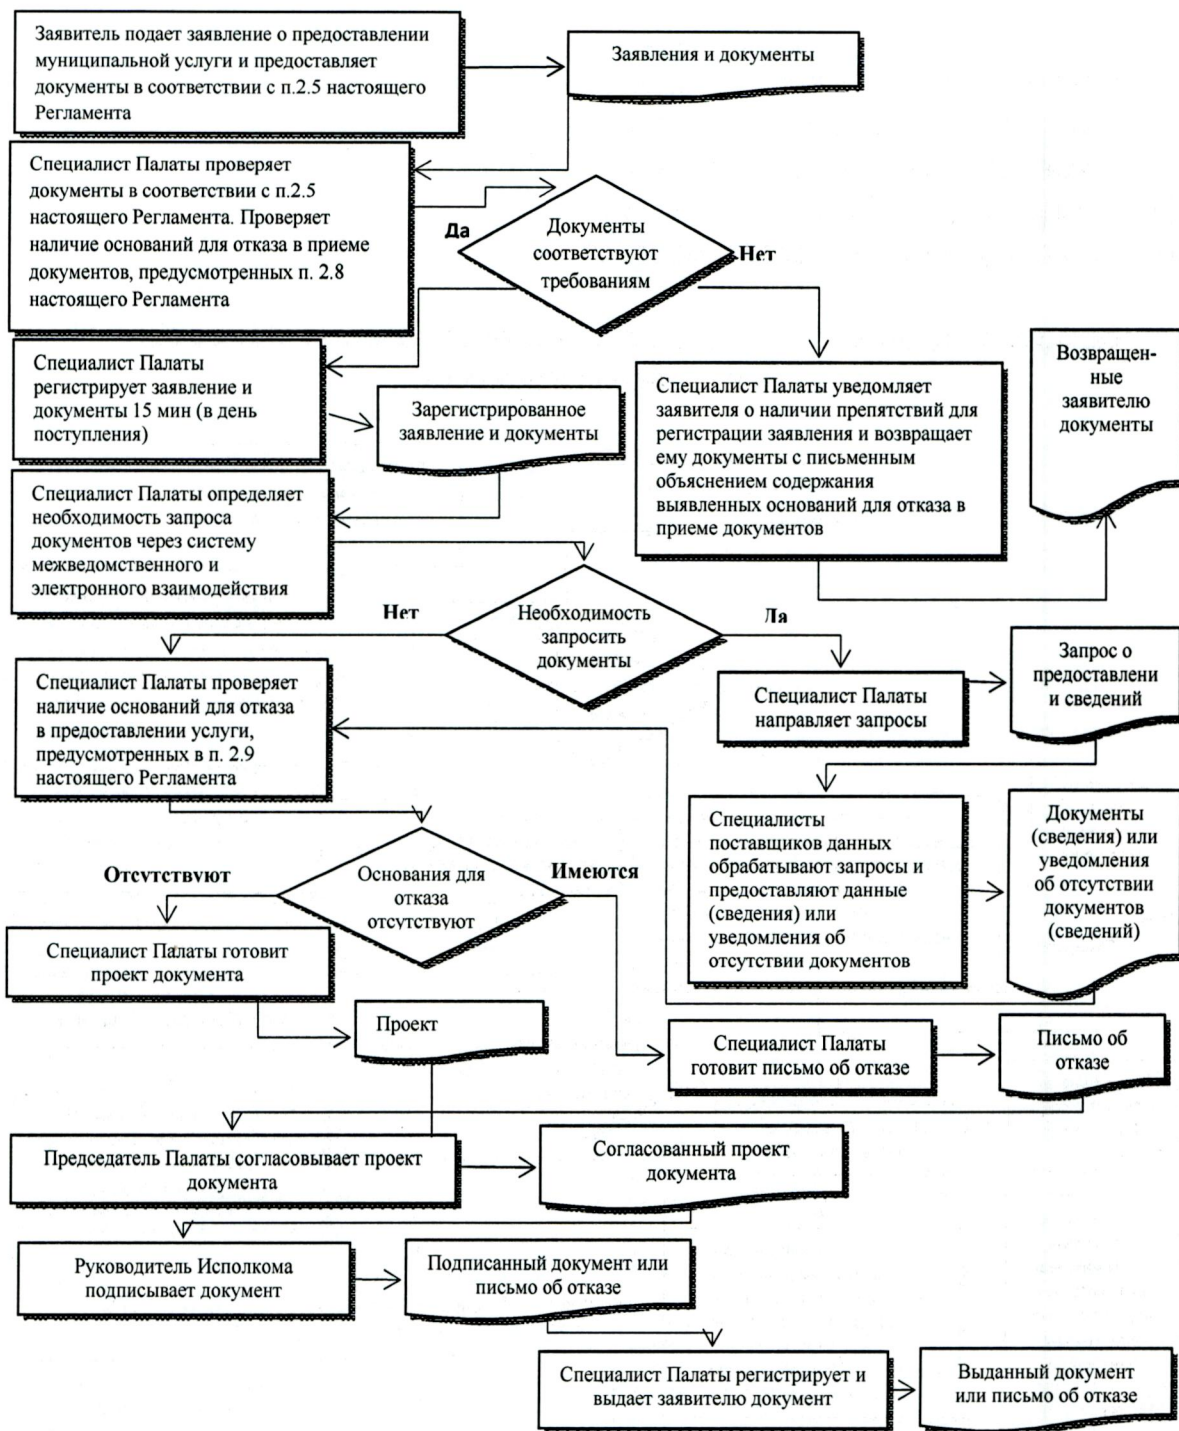 Заявитель подает заявление о предоставлении
муниципальной услуги и предоставляет
документы в соответствии с п.2.5 настоящего
Регламента
Заявления и документы
Специалист Палаты проверяет
документы в соответствии с п.2.5
настоящего Регламента. Проверяет
наличие оснований для отказа в приеме
документов, предусмотренных п. 2.8
настоящего Регламента
Да
Документы
соответствуют
требованиям
Нет
Специалист Палаты
регистрирует заявление и
документы 15 мин (в день
поступления)
Зарегистрированное
заявление и документы
Специалист Палаты уведомляет
заявителя о наличии препятствий для
регистрации заявления и возвращает
ему документы с письменным
объяснением содержания
выявленных оснований для отказа в
приеме документов
Возвращен-
ные
заявителю
документы
Специалист Палаты определяет
необходимость запроса
документов через систему
межведомственного и
электронного взаимодействия
Нет
Необходимость
запросить
документы
Да
Специалист Палаты проверяет
наличие оснований для отказа
в предоставлении услуги,
предусмотренных в п. 2.9
настоящего Регламента
Специалист Палаты
направляет запросы
Запрос о
предоставлени
и сведений
Специалисты
поставщиков данных
обрабатывают запросы и
предоставляют данные
(сведения) или
уведомления об
отсутствии документов
Документы
(сведения) или
уведомления
об отсутствии
документов
(сведений)
Отсутствуют
Основания для
отказа
отсутствуют
Имеются
Специалист Палаты готовит
проект документа
Проект
Специалист Палаты
готовит письмо об отказе
Письмо об
отказе
Председатель Палаты согласовывает проект
документа
Согласованный проект
документа
Руководитель Исполкома
подписывает документ
Подписанный документ или
письмо об отказе
Специалист Палаты регистрирует и
выдает заявителю документ
Выданный документ
или письмо об отказе